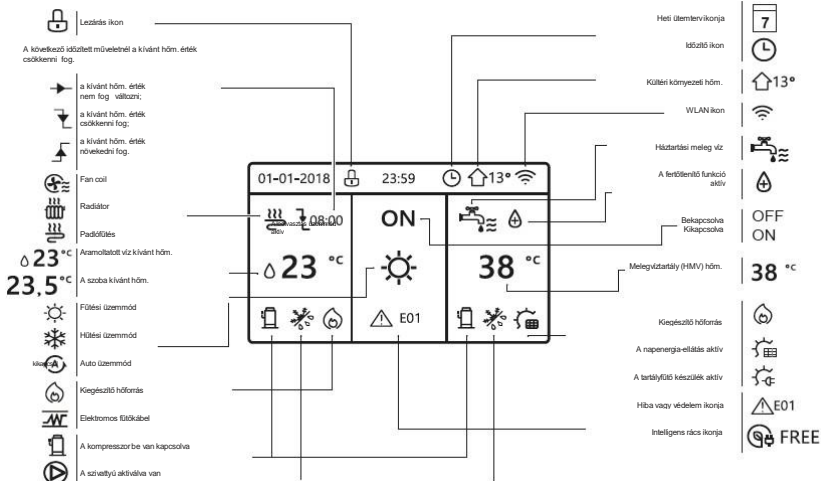 Lezárás ikon
A következő időzített műveletnél a kívánt hőm. érték
csökkenni fog.
a kívánt hőm. érték
nem fog változni;
a kívánt hőm. érték
csökkenni fog;
a kívánt hőm. érték
növekedni fog.
Fan coil
Radiátor
Padlófűtés
23°C Áramoltatott víz kívánt hőm.
23,5°C A szoba kívánt hőm.
Fűtési üzemmód
Hűtési üzemmód
A Auto üzemmód
Kiegészítő hőforrás
Elektromos fűtőkábel
A kompresszor be van kapcsolva
A szivattyú aktiválva van
01-01-2018 23:59 13°
08:00 ON
aktív
23 °C 38 °C
E01
Heti ütemterv ikonja 7
Időzítő ikon
Kültéri környezeti hőm. 13°
WLAN ikon
Háztartási meleg víz
A fertőtlenítő funkció
aktív
Bekapcsolva OFF
Kikapcsolva ON
Melegvíztartály (HMV) hőm. 38 °C
Kiegészítő hőforrás
A napenergia-ellátás aktív
A tartályfűtő készülék aktív
Hiba vagy védelem ikonja E01
Intelligens rács ikonja FREE